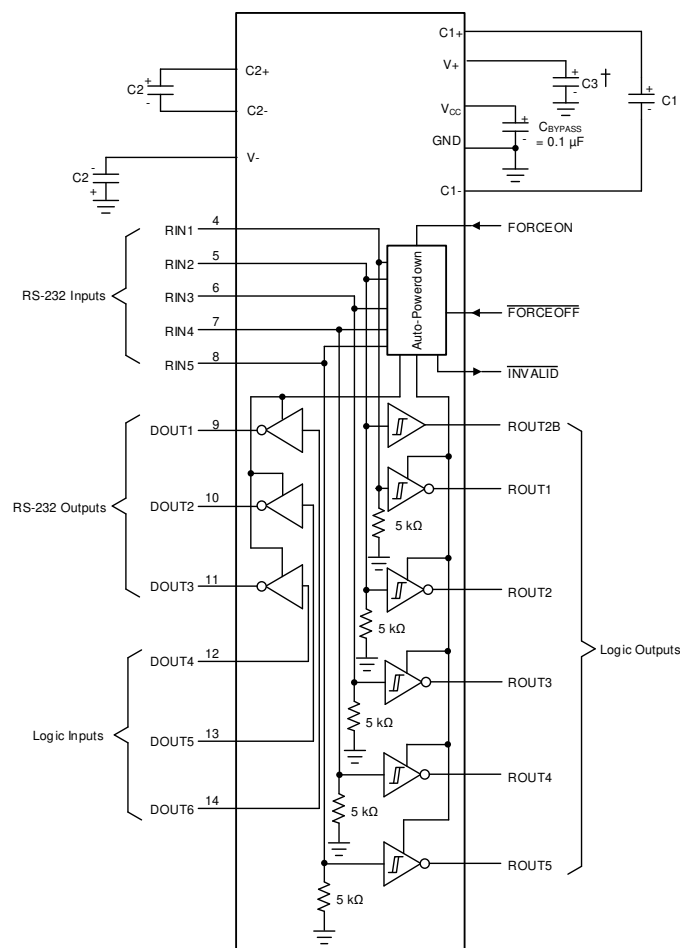 C1+
C2+
V+
C2
+
-
C3
†
+
-
C1
+
-
C2-
VCC
CBYPASS
= 0.1 µF
+
-
GND
V-
C2
-
+
C1-
RIN1 4
FORCEON
RIN2 5
RIN3 6
RS-232 Inputs
Auto-Powerdown
FORCEOFF
RIN4 7
RIN5 8
INVALID
DOUT1 9
ROUT2B
ROUT1
DOUT2 10
RS-232 Outputs
5 kΩ
DOUT3 11
ROUT2
5 kΩ
DOUT4 12
Logic Outputs
ROUT3
5 kΩ
Logic Inputs
DOUT5 13
ROUT4
DOUT6 14
5 kΩ
ROUT5
5 kΩ